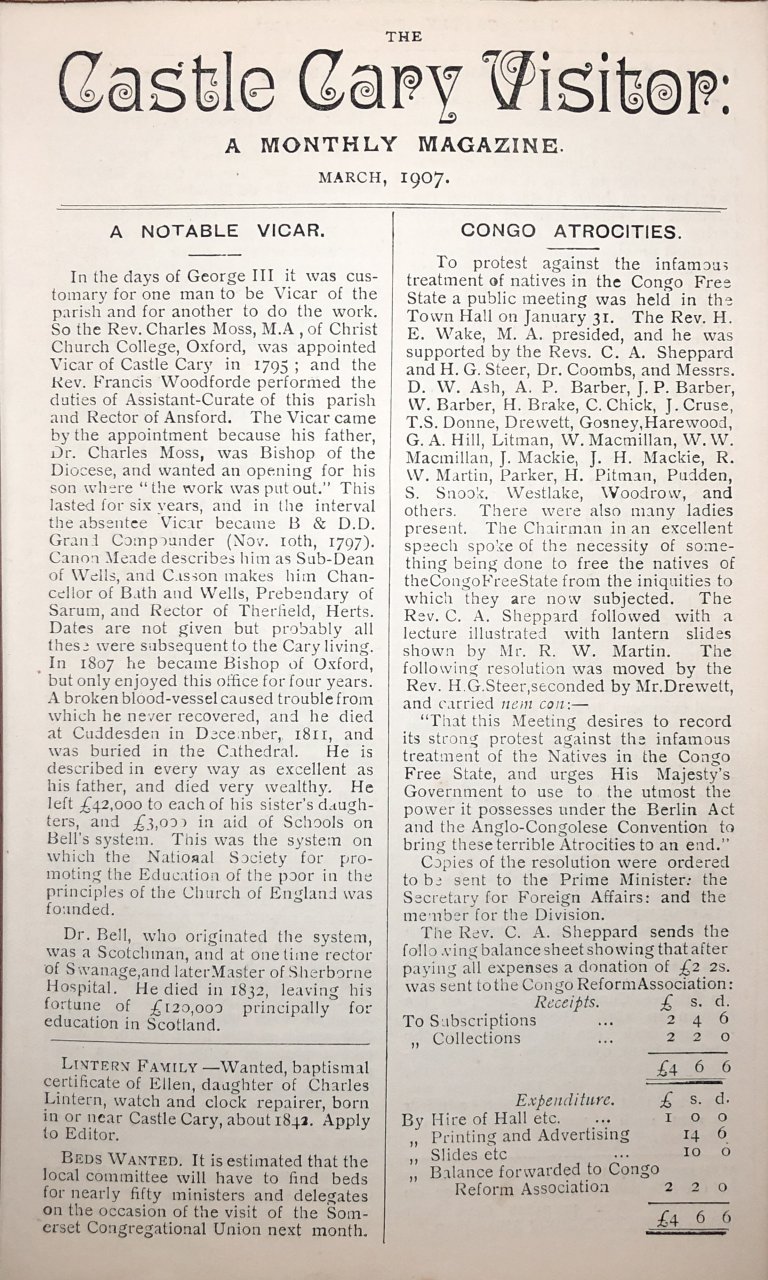 THE
Castle Cary Visitor:
A MONTHLY MAGAZINE.
MARCH, 1907.
A NOTABLE VICAR.
In the days of George III it was cus-
tomary for one man to be Vicar of the
parish and for another to do the work.
So the Rev. Charles Moss, M.A , of Christ
Church College, Oxford, was appointed
Vicar of Castle Cary in 1795 ; and the
Rev. Francis Woodforde performed the
duties of Assistant-Curate of this parish
and Rector of Ansford. The Vicar came
by the appointment because his father,
Dr. Charles Moss, was Bishop of the
Diocese, and wanted an opening for his
son where “ the work was put out.” This
lasted for six years, and in the interval
the absentee Vicar became B & D.D.
Grand Compounder (Nov. 10th, 1797).
Canon Meade describes him as Sub-Dean
of Wells, and Casson makes him Chan-
cellor of Bath and Wells, Prebendary of
Sarum, and Rector of Therfield, Herts.
Dates are not given but probably all
these were subsequent to the Cary living.
In 1807 he became Bishop of Oxford,
but only enjoyed this office for four years.
A broken blood-vessel caused trouble from
which he never recovered, and he died
at Cuddesden in December, 1811, and
was buried in the Cathedral. He is
described in every way as excellent as
his father, and died very wealthy. He
left £42,000 to each of his sister's daugh-
ters, and £3,000 in aid of Schools on
Bell's system. This was the system on
which the National Society for pro-
moting the Education of the poor in the
principles of the Church of England was
founded.
Dr. Bell, who originated the system,
was a Scotchman, and at one time rector
of Swanage, and later Master of Sherborne
Hospital. He died in 1832, leaving his
fortune of £120,000 principally for
education in Scotland.
LINTERN FAMILY —Wanted, baptismal
certificate of Ellen, daughter of Charles
Lintern, watch and clock repairer, born
in or near Castle Cary, about 1842. Apply
to Editor.
BEDS WANTED. It is estimated that the
local committee will have to find beds
for nearly fifty ministers and delegates
on the occasion of the visit of the Som-
erset Congregational Union next month.
CONGO ATROCITIES.
To protest against the infamous
treatment of natives in the Congo Free
State a public meeting was held in the
Town Hall on January 31. The Rev. H.
E. Wake, M. A. presided, and he was
supported by the Revs. C. A. Sheppard
and H. G. Steer, Dr. Coombs, and Messrs.
D. W. Ash, A. P. Barber, J. P. Barber,
W. Barber, H. Brake, C. Chick, J. Cruse,
T.S. Donne, Drewett, Gosney,Harewood,
G. A. Hill, Litman, W. Macmillan, W. W.
Macmillan, J. Mackie, J. H. Mackie, R.
W. Martin, Parker, H. Pitman, Pudden,
S. Snook, Westlake, Woodrow, and
others. There were also many ladies
present. The Chairman in an excellent
speech spoke of the necessity of some-
thing being done to free the natives of
theCongoFreeState from the iniquities to
which they are now subjected. The
Rev. C. A. Sheppard followed with a
lecture illustrated with lantern slides
shown by Mr. R. W. Martin. The
following resolution was moved by the
Rev. H.G.Steer,seconded by Mr.Drewett,
and carried nem con:—
“That this Meeting desires to record
its strong protest against the infamous
treatment of the Natives in the Congo
Free State, and urges His Majesty's
Government to use to the utmost the
power it possesses under the Berlin Act
and the Anglo-Congolese Convention to
bring these terrible Atrocities to an end.”
Copies of the resolution were ordered
to be sent to the Prime Minister: the
Secretary for Foreign Affairs: and the
member for the Division.
The Rev. C. A. Sheppard sends the
following balance sheet showing that after
paying all expenses a donation of £2 2s.
was sent to the Congo Reform Association:
Receipts. £ s. d.
To Subscriptions ... 2 4 6
„ Collections ... 2 2 0
£4 6 6
Expenditure. £ s. d.
By Hire of Hall etc. ... 1 0 0
„ Printing and Advertising 14 6
„ Slides etc ... 10 0
„ Balance forwarded to Congo
Reform Association 2 2 0
£4 6 6